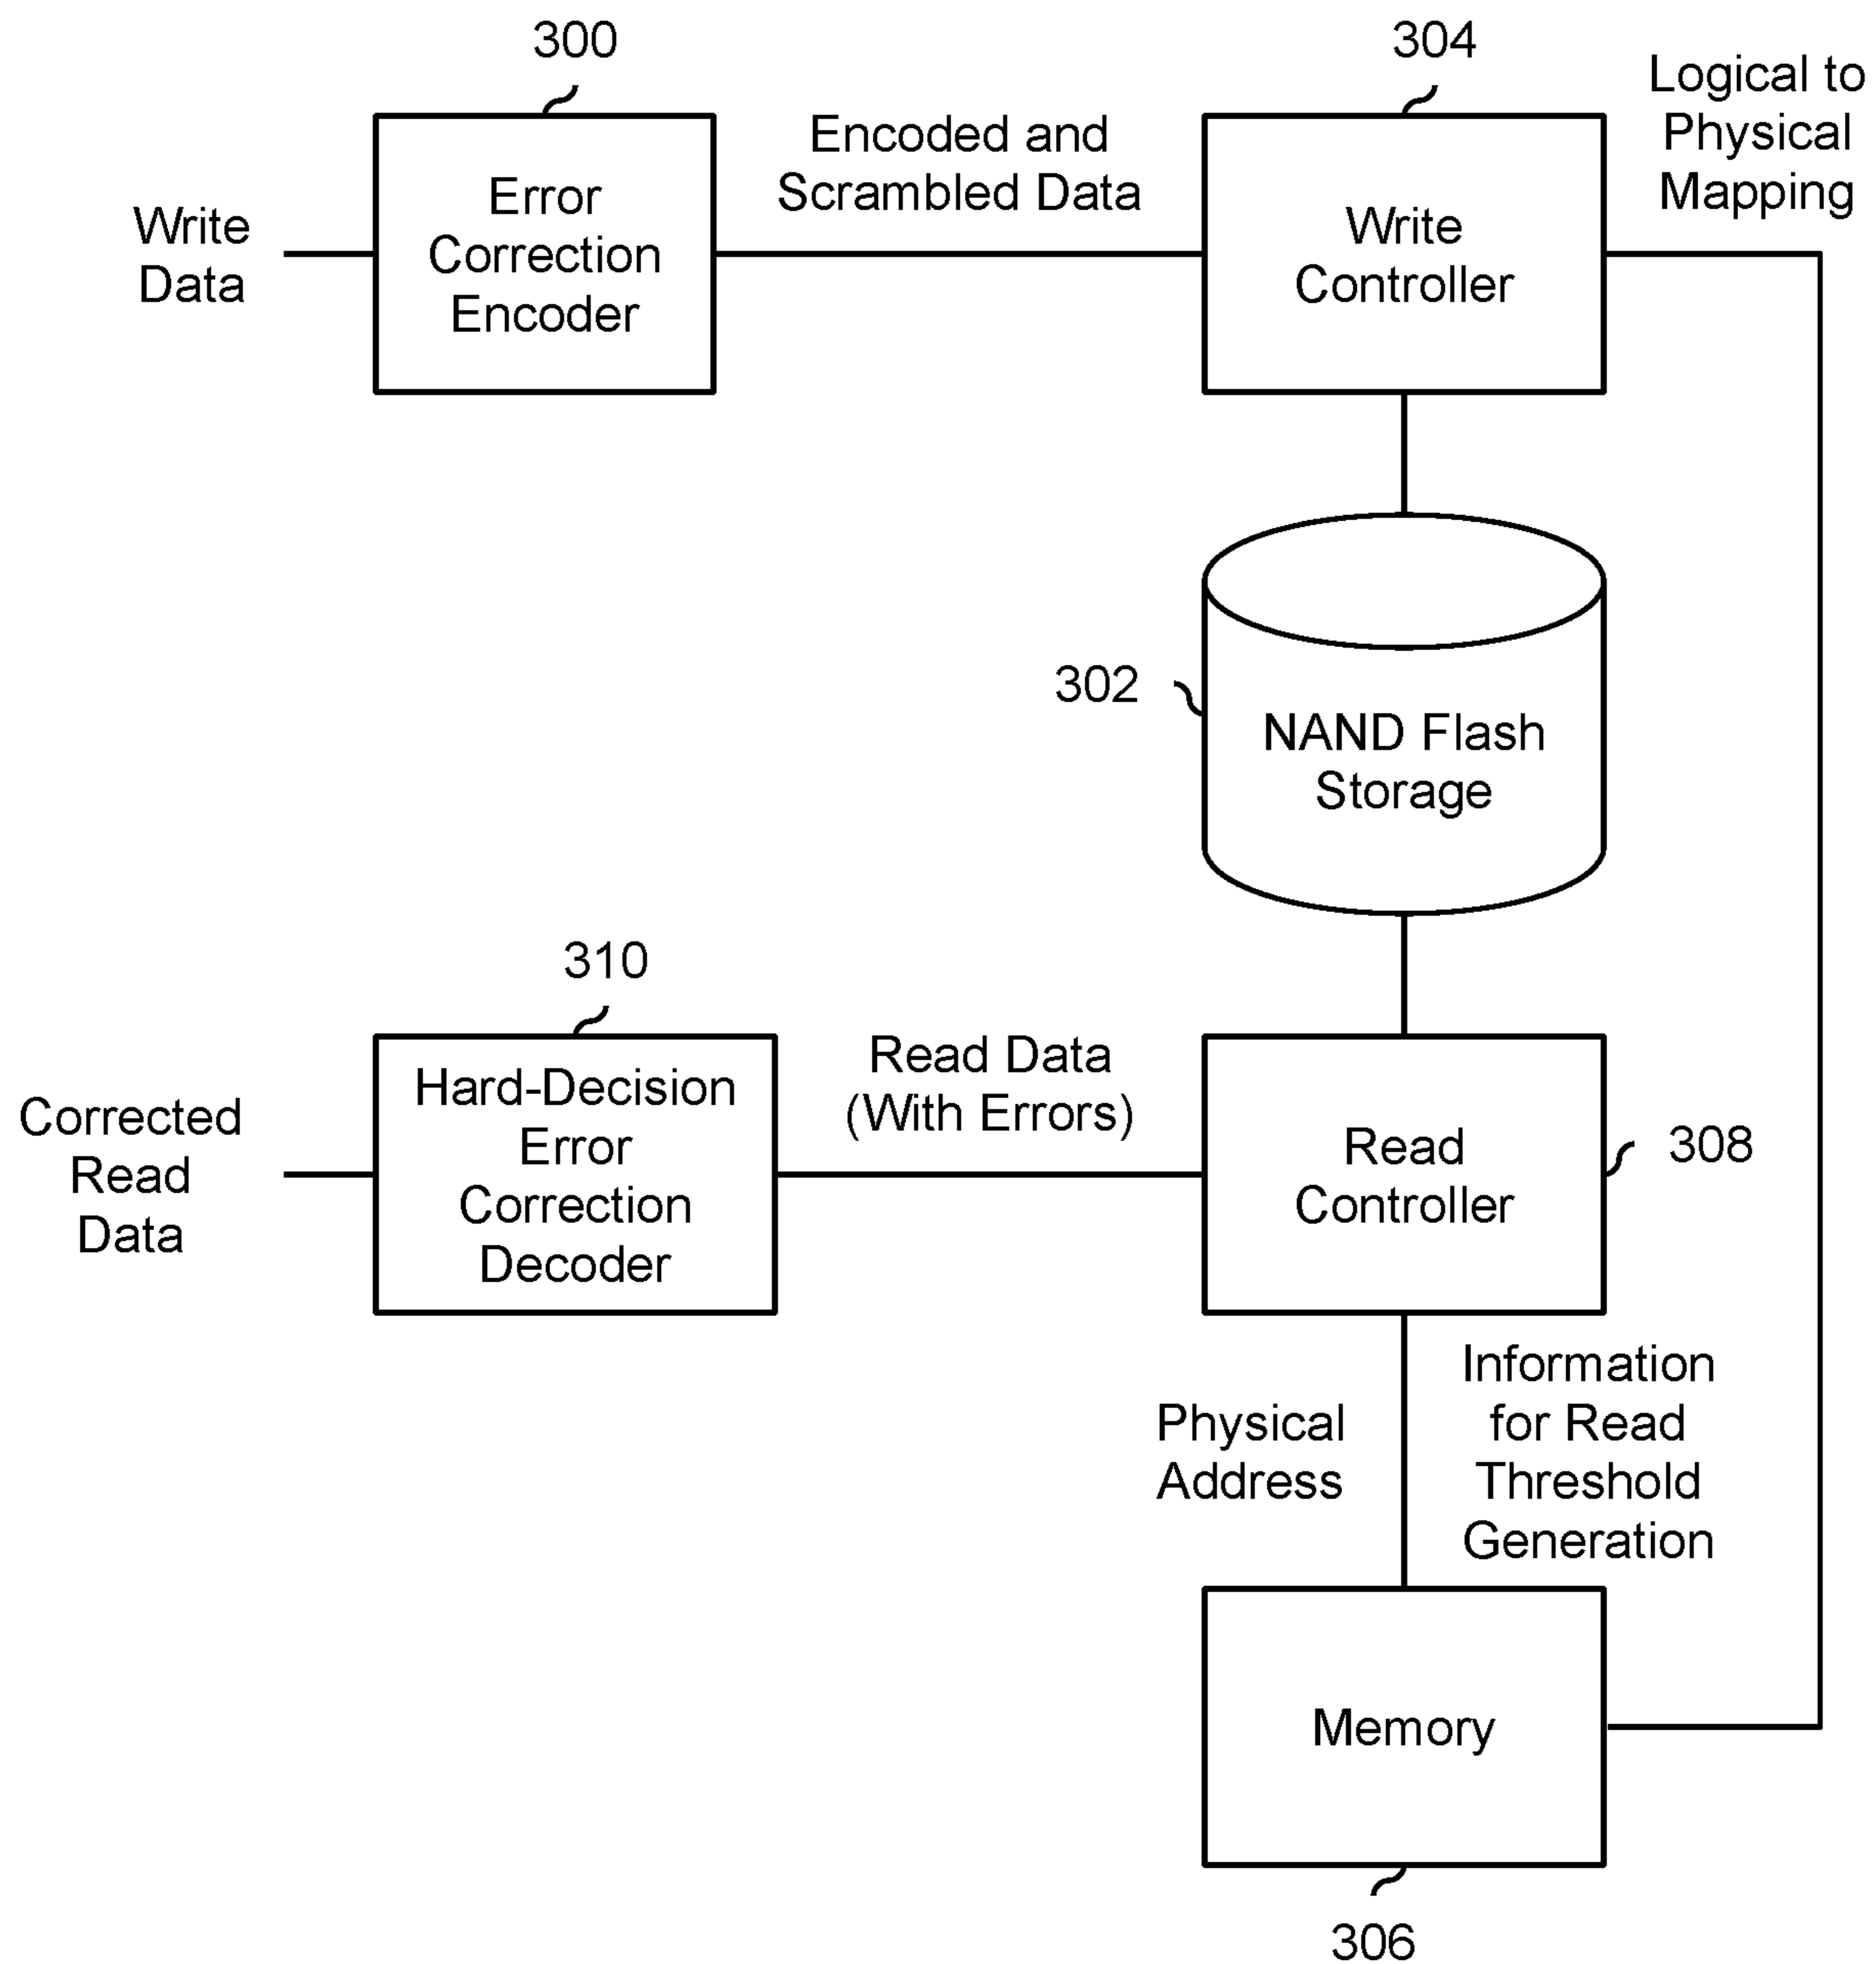 300
304
Logical to
Physical
Mapping
Write
Data
Error
Correction
Encoder
Encoded and
Scrambled Data
Write
Controller
302
NAND Flash
Storage
310
Corrected
Read
Data
Hard-Decision
Error
Correction
Decoder
Read Data
(With Errors)
Read
Controller
308
Physical
Address
Information
for Read
Threshold
Generation
Memory
306